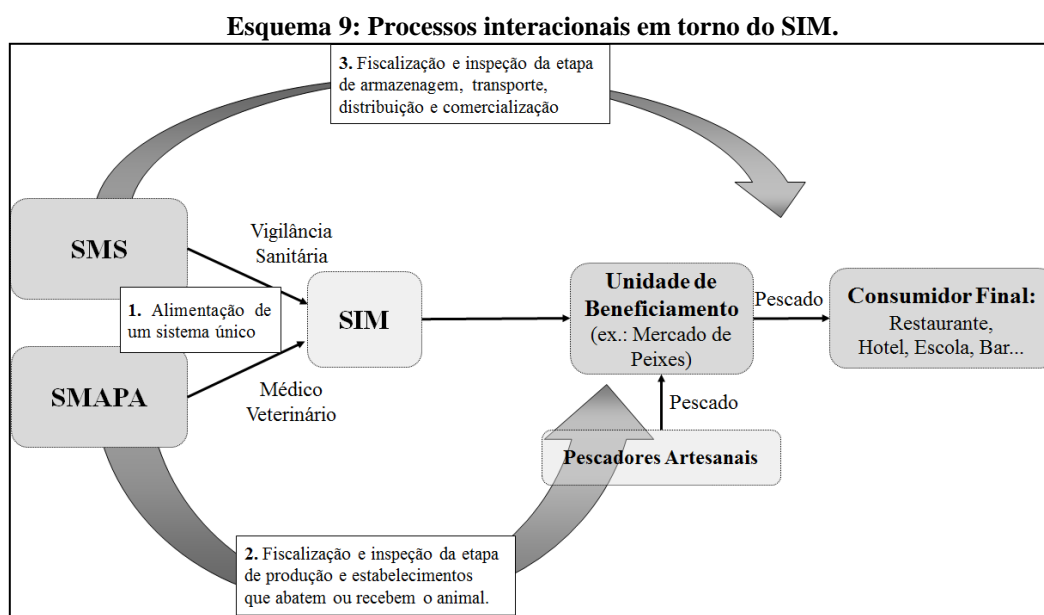 Esquema 9: Processos interacionais em torno do SIM.
3. Fiscalização e inspeção da etapa
de armazenagem, transporte,
distribuição e comercialização
SMS
Vigilância
Sanitária
1. Alimentação de
um sistema único
SIM
SMAPA
Médico
Veterinário
Unidade de
Beneficiamento
(ex.: Mercado de
Peixes)
Pescado
Consumidor Final:
Restaurante,
Hotel, Escola, Bar...
Pescado
Pescadores Artesanais
2. Fiscalização e inspeção da etapa
de produção e estabelecimentos
que abatem ou recebem o animal.